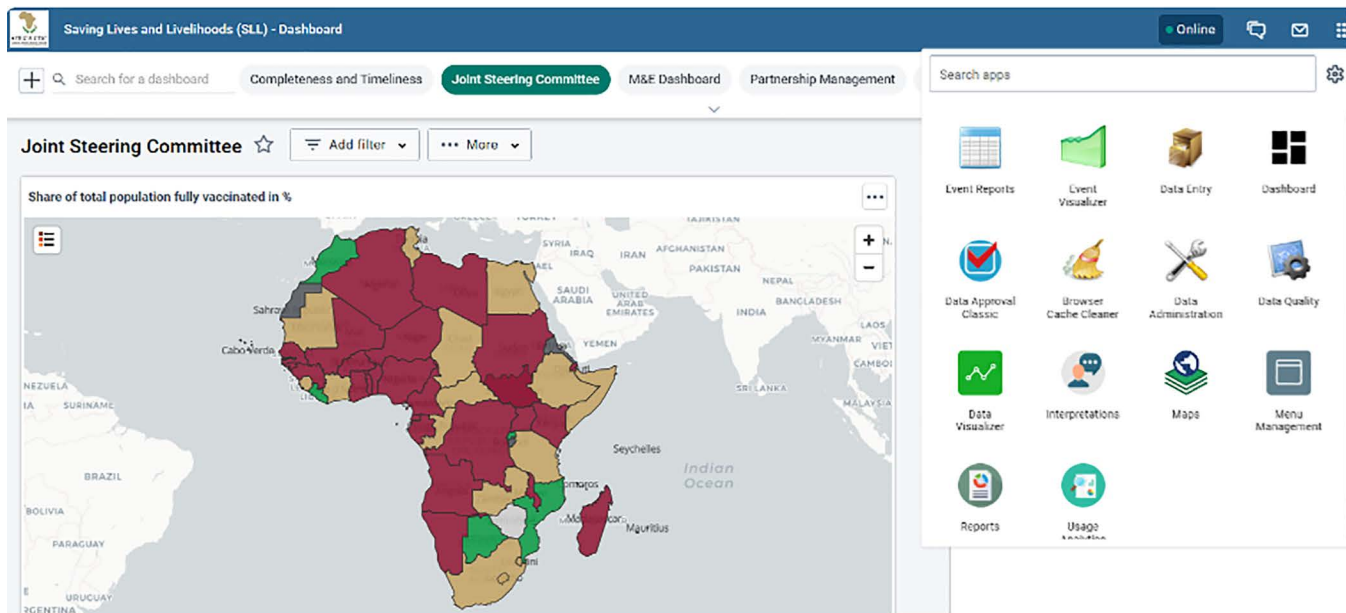 Saving Lives and Livelihoods (SLL) - Dashboard
Online
Search for a dashboard
Completeness and Timeliness
Joint Steering Committee
M&E Dashboard
Partnership Management
Search apps
Joint Steering Committee
Add filter
More
Event Reports
Event
Visualizer
Data Entry
Dashboard
Share of total population fully vaccinated in %
Data Approval
Classic
Browser
Cache Cleaner
Data
Administration
Data Quality
Data
Visualizer
Interpretations
Maps
Menu
Management
Reports
Usage
TAJIKISTAN
SYRIA
IRAQ
IRAN
AFGHANISTAN
PAKISTAN
NEPAL
SAUDI
ARABIA
UNITED
ARAB
EMIRATES
BANGLADESH
INDIA
MYANMAR
LAOS
YEMEN
Cabo Verde
SRI LANKA
MALAYSIA
SURINAME
Seychelles
Indian
Ocean
BRAZIL
Mauritius
BOLIVIA
PARAGUAY
URUGUAY